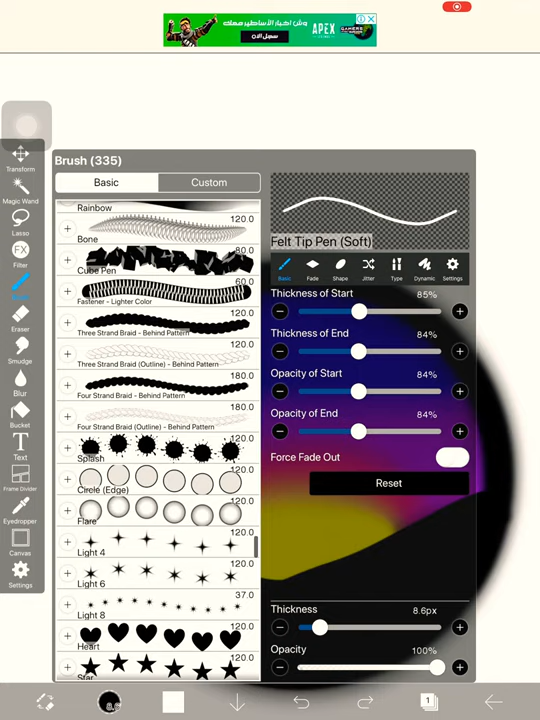 وش اخبار الأساطير معك
سجل الآن
APEX
LEGENDS
GAMERS
Transform
Magic Wand
Lasso
FX
Filter
Eraser
Smudge
Blur
Bucket
T
Text
Frame Divider
Eyedropper
Canvas
Settings
Brush (335)
Basic
Custom
Rainbow
120.0
Bone
80.0
Cube Pen
60.0
Fastener - Lighter Color
120.0
Three Strand Braid - Behind Pattern
120.0
Three Strand Braid (Outline) - Behind Pattern
180.0
Four Strand Braid - Behind Pattern
180.0
Four Strand Braid (Outline) - Behind Pattern
120.0
Splash
120.0
Circle (Edge)
120.0
Flare
120.0
Light 4
120.0
Light 6
37.0
Light 8
120.0
Heart
120.0
Star
Felt Tip Pen (Soft)
Basic
Fade
Shape
Jitter
Type
Dynamic
Settings
Thickness of Start
85%
Thickness of End
84%
Opacity of Start
84%
Opacity of End
84%
Force Fade Out
Reset
Thickness
8.6px
Opacity
100%
8.6
1